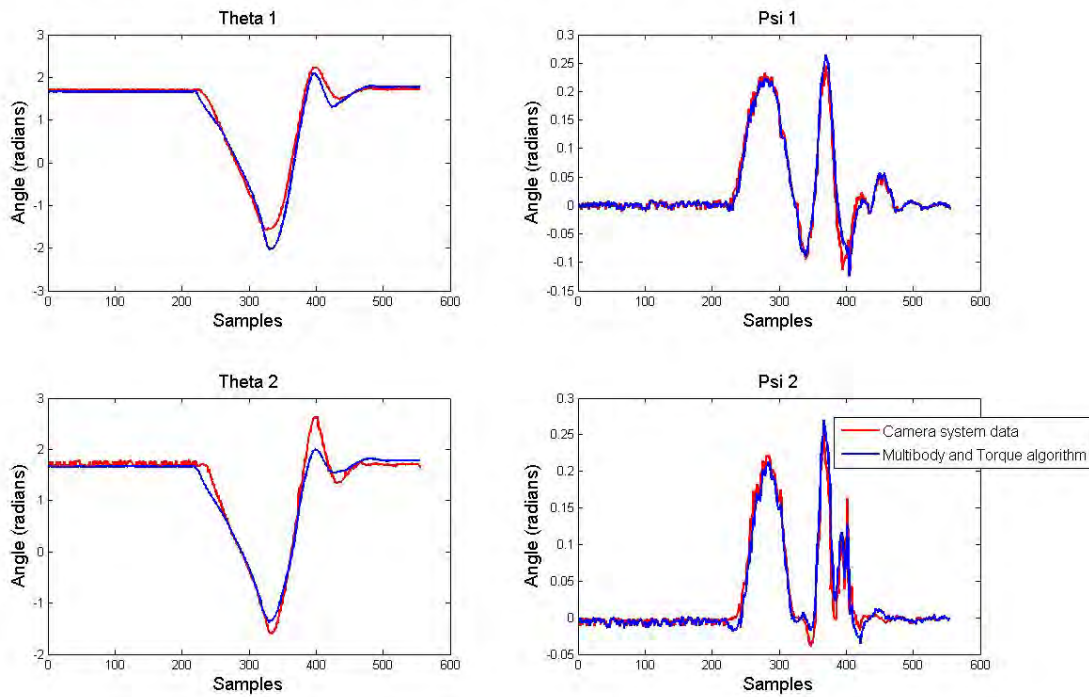 Theta 1
Angle (radians)
3
2
1
0
-1
-2
-3
0 100 200 300 400 500 600
Samples
Psi 1
Angle (radians)
0.3
0.25
0.2
0.15
0.1
0.05
0
-0.05
-0.1
-0.15
0 100 200 300 400 500 600
Samples
Theta 2
Angle (radians)
3
2
1
0
-1
-2
0 100 200 300 400 500 600
Samples
Psi 2
Angle (radians)
0.3
0.25
0.2
0.15
0.1
0.05
0
-0.05
0 100 200 300 400 500 600
Samples
Camera system data
Multibody and Torque algorithm